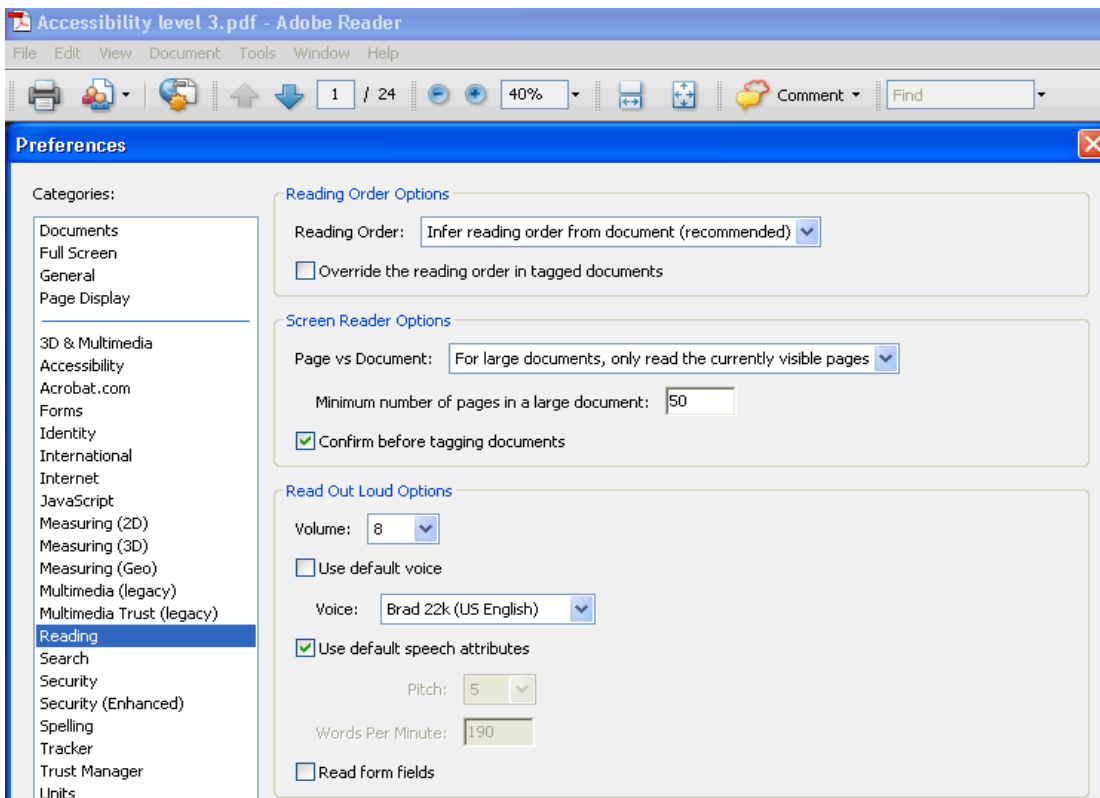 Accessibility level 3.pdf - Adobe Reader
File Edit View Document Tools Window Help
1 / 24 40% Comment Find
Preferences
Categories:
Documents
Full Screen
General
Page Display
3D & Multimedia
Accessibility
Acrobat.com
Forms
Identity
International
Internet
JavaScript
Measuring (2D)
Measuring (3D)
Measuring (Geo)
Multimedia (legacy)
Multimedia Trust (legacy)
Reading
Search
Security
Security (Enhanced)
Spelling
Tracker
Trust Manager
Units
Reading Order Options
Reading Order: Infer reading order from document (recommended)
Override the reading order in tagged documents
Screen Reader Options
Page vs Document: For large documents, only read the currently visible pages
Minimum number of pages in a large document: 50
Confirm before tagging documents
Read Out Loud Options
Volume: 8
Use default voice
Voice: Brad 22k (US English)
Use default speech attributes
Pitch: 5
Words Per Minute: 190
Read form fields